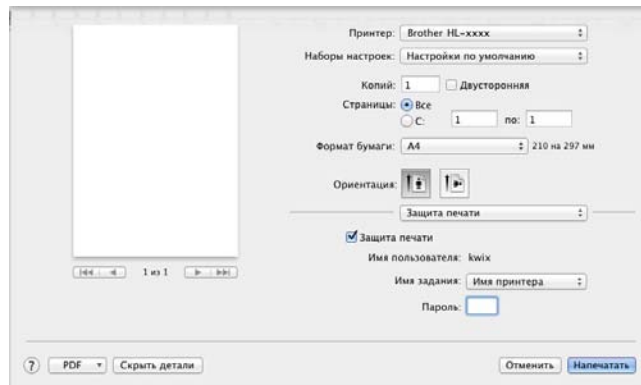 Принтер: Brother HL-xxxx
Наборы настроек: Настройки по умолчанию
Копий: 1 Двусторонняя
Страницы: Все
С: 1 по: 1
Формат бумаги: A4 210 на 297 мм
Ориентация:
Защита печати
Защита печати
Имя пользователя: kwix
Имя задания: Имя принтера
Пароль:
1 из 1
? PDF Скрыть детали Отменить Напечатать